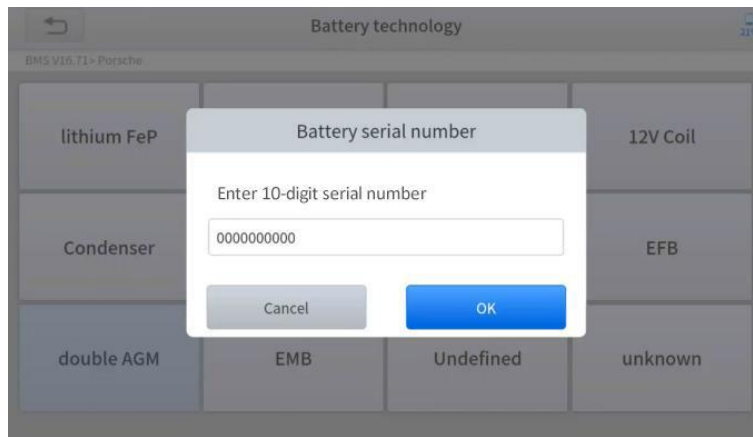 Battery technology
21°
BMS V16.71> Porsche
lithium FeP
12V Coil
Battery serial number
Enter 10-digit serial number
0000000000
Condenser
EFB
Cancel
OK
double AGM
EMB
Undefined
unknown